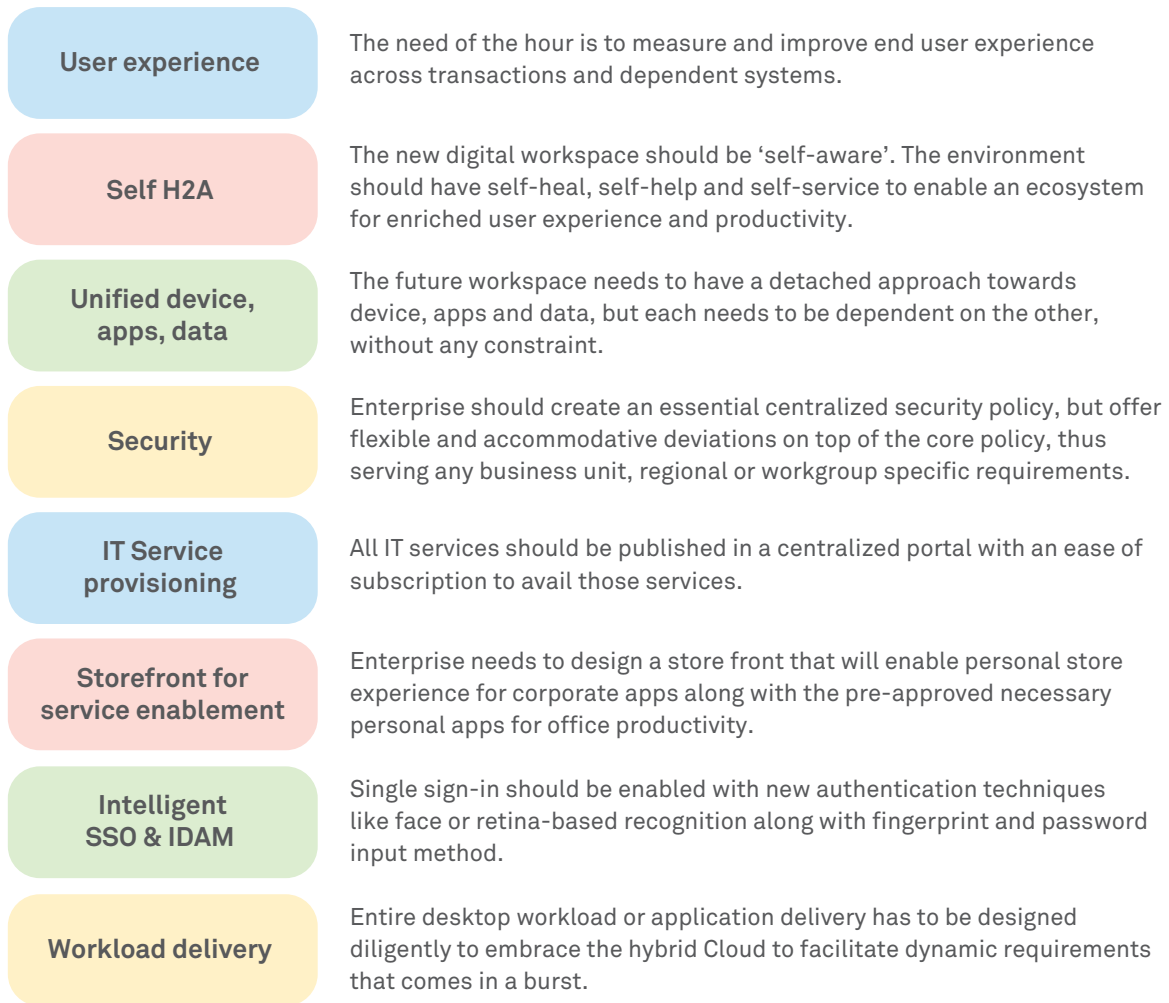 User experience
The need of the hour is to measure and improve end user experience
across transactions and dependent systems.
Self H2A
The new digital workspace should be ‘self-aware’. The environment
should have self-heal, self-help and self-service to enable an ecosystem
for enriched user experience and productivity.
Unified device,
apps, data
The future workspace needs to have a detached approach towards
device, apps and data, but each needs to be dependent on the other,
without any constraint.
Security
Enterprise should create an essential centralized security policy, but offer
flexible and accommodative deviations on top of the core policy, thus
serving any business unit, regional or workgroup specific requirements.
IT Service
provisioning
All IT services should be published in a centralized portal with an ease of
subscription to avail those services.
Storefront for
service enablement
Enterprise needs to design a store front that will enable personal store
experience for corporate apps along with the pre-approved necessary
personal apps for office productivity.
Intelligent
SSO & IDAM
Single sign-in should be enabled with new authentication techniques
like face or retina-based recognition along with fingerprint and password
input method.
Workload delivery
Entire desktop workload or application delivery has to be designed
diligently to embrace the hybrid Cloud to facilitate dynamic requirements
that comes in a burst.